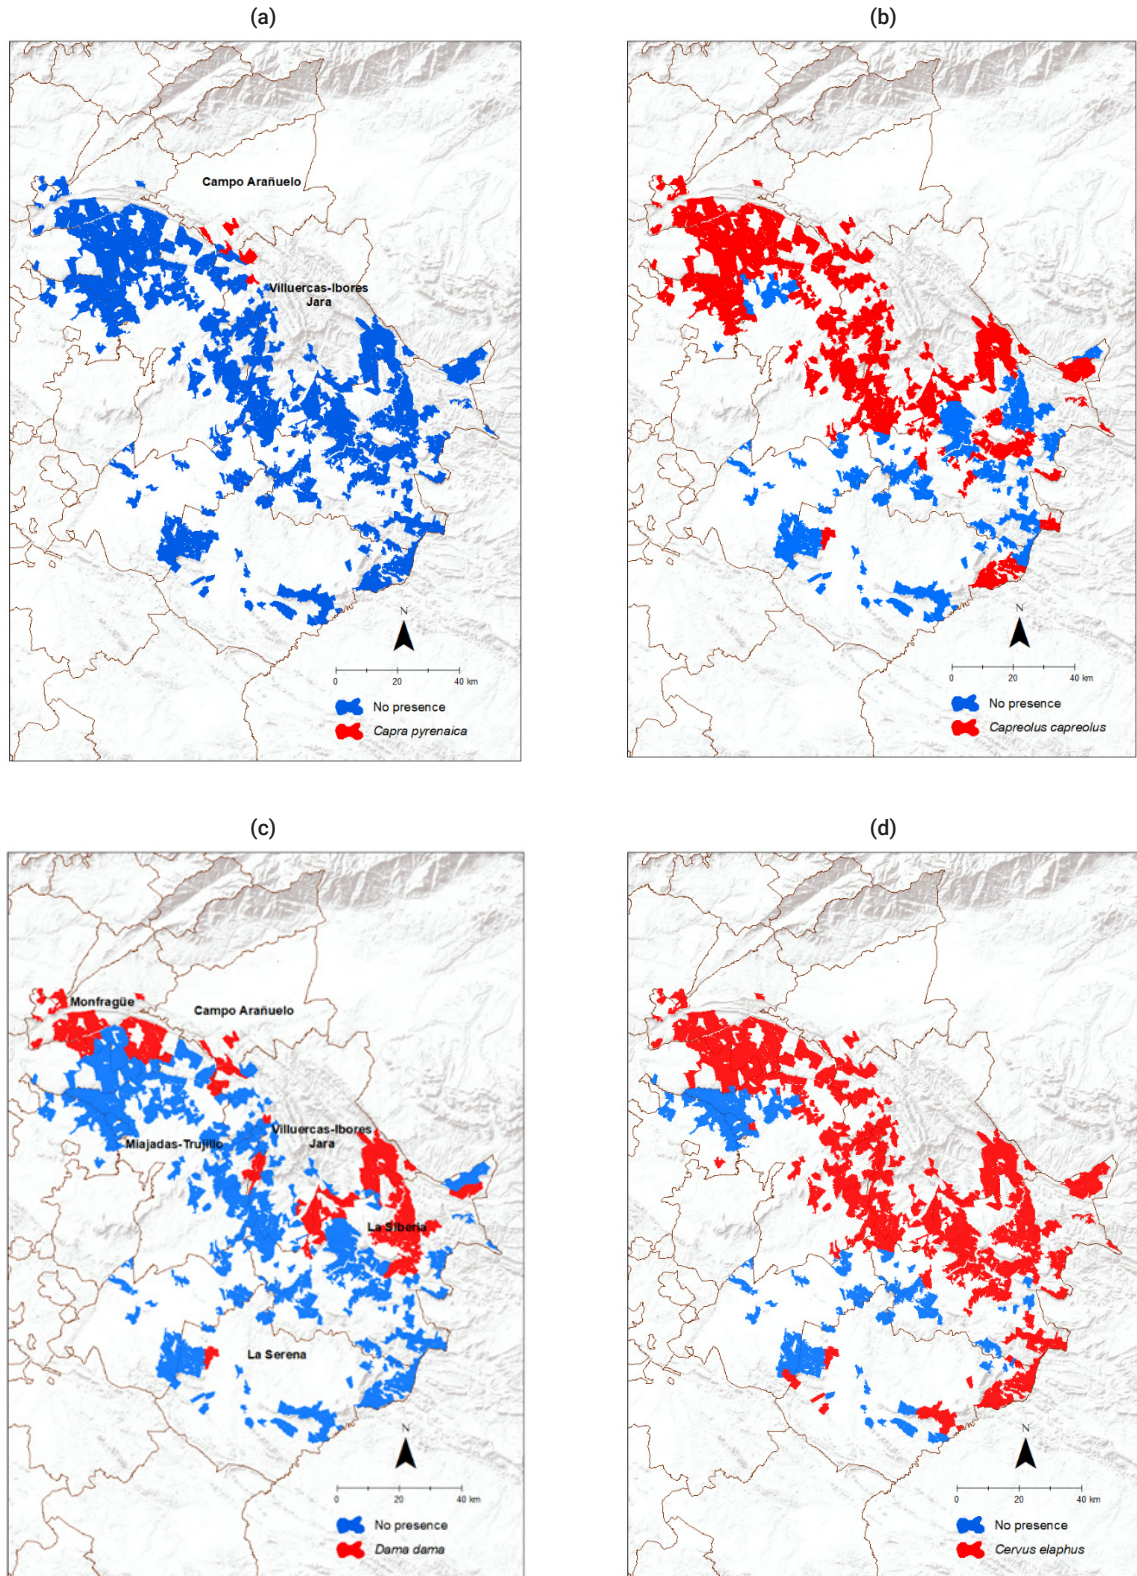 (a)
(b)
Campo Arañuelo
Villuercas-Ibores
Jara
N
0 20 40 km
No presence
Capra pyrenaica
N
0 20 40 km
No presence
Capreolus capreolus
(c)
(d)
Monfragüe
Campo Arañuelo
Miajadas-Trujillo
Villuercas-Ibores
Jara
La Siberia
La Serena
N
0 20 40 km
No presence
Dama dama
N
0 20 40 km
No presence
Cervus elaphus